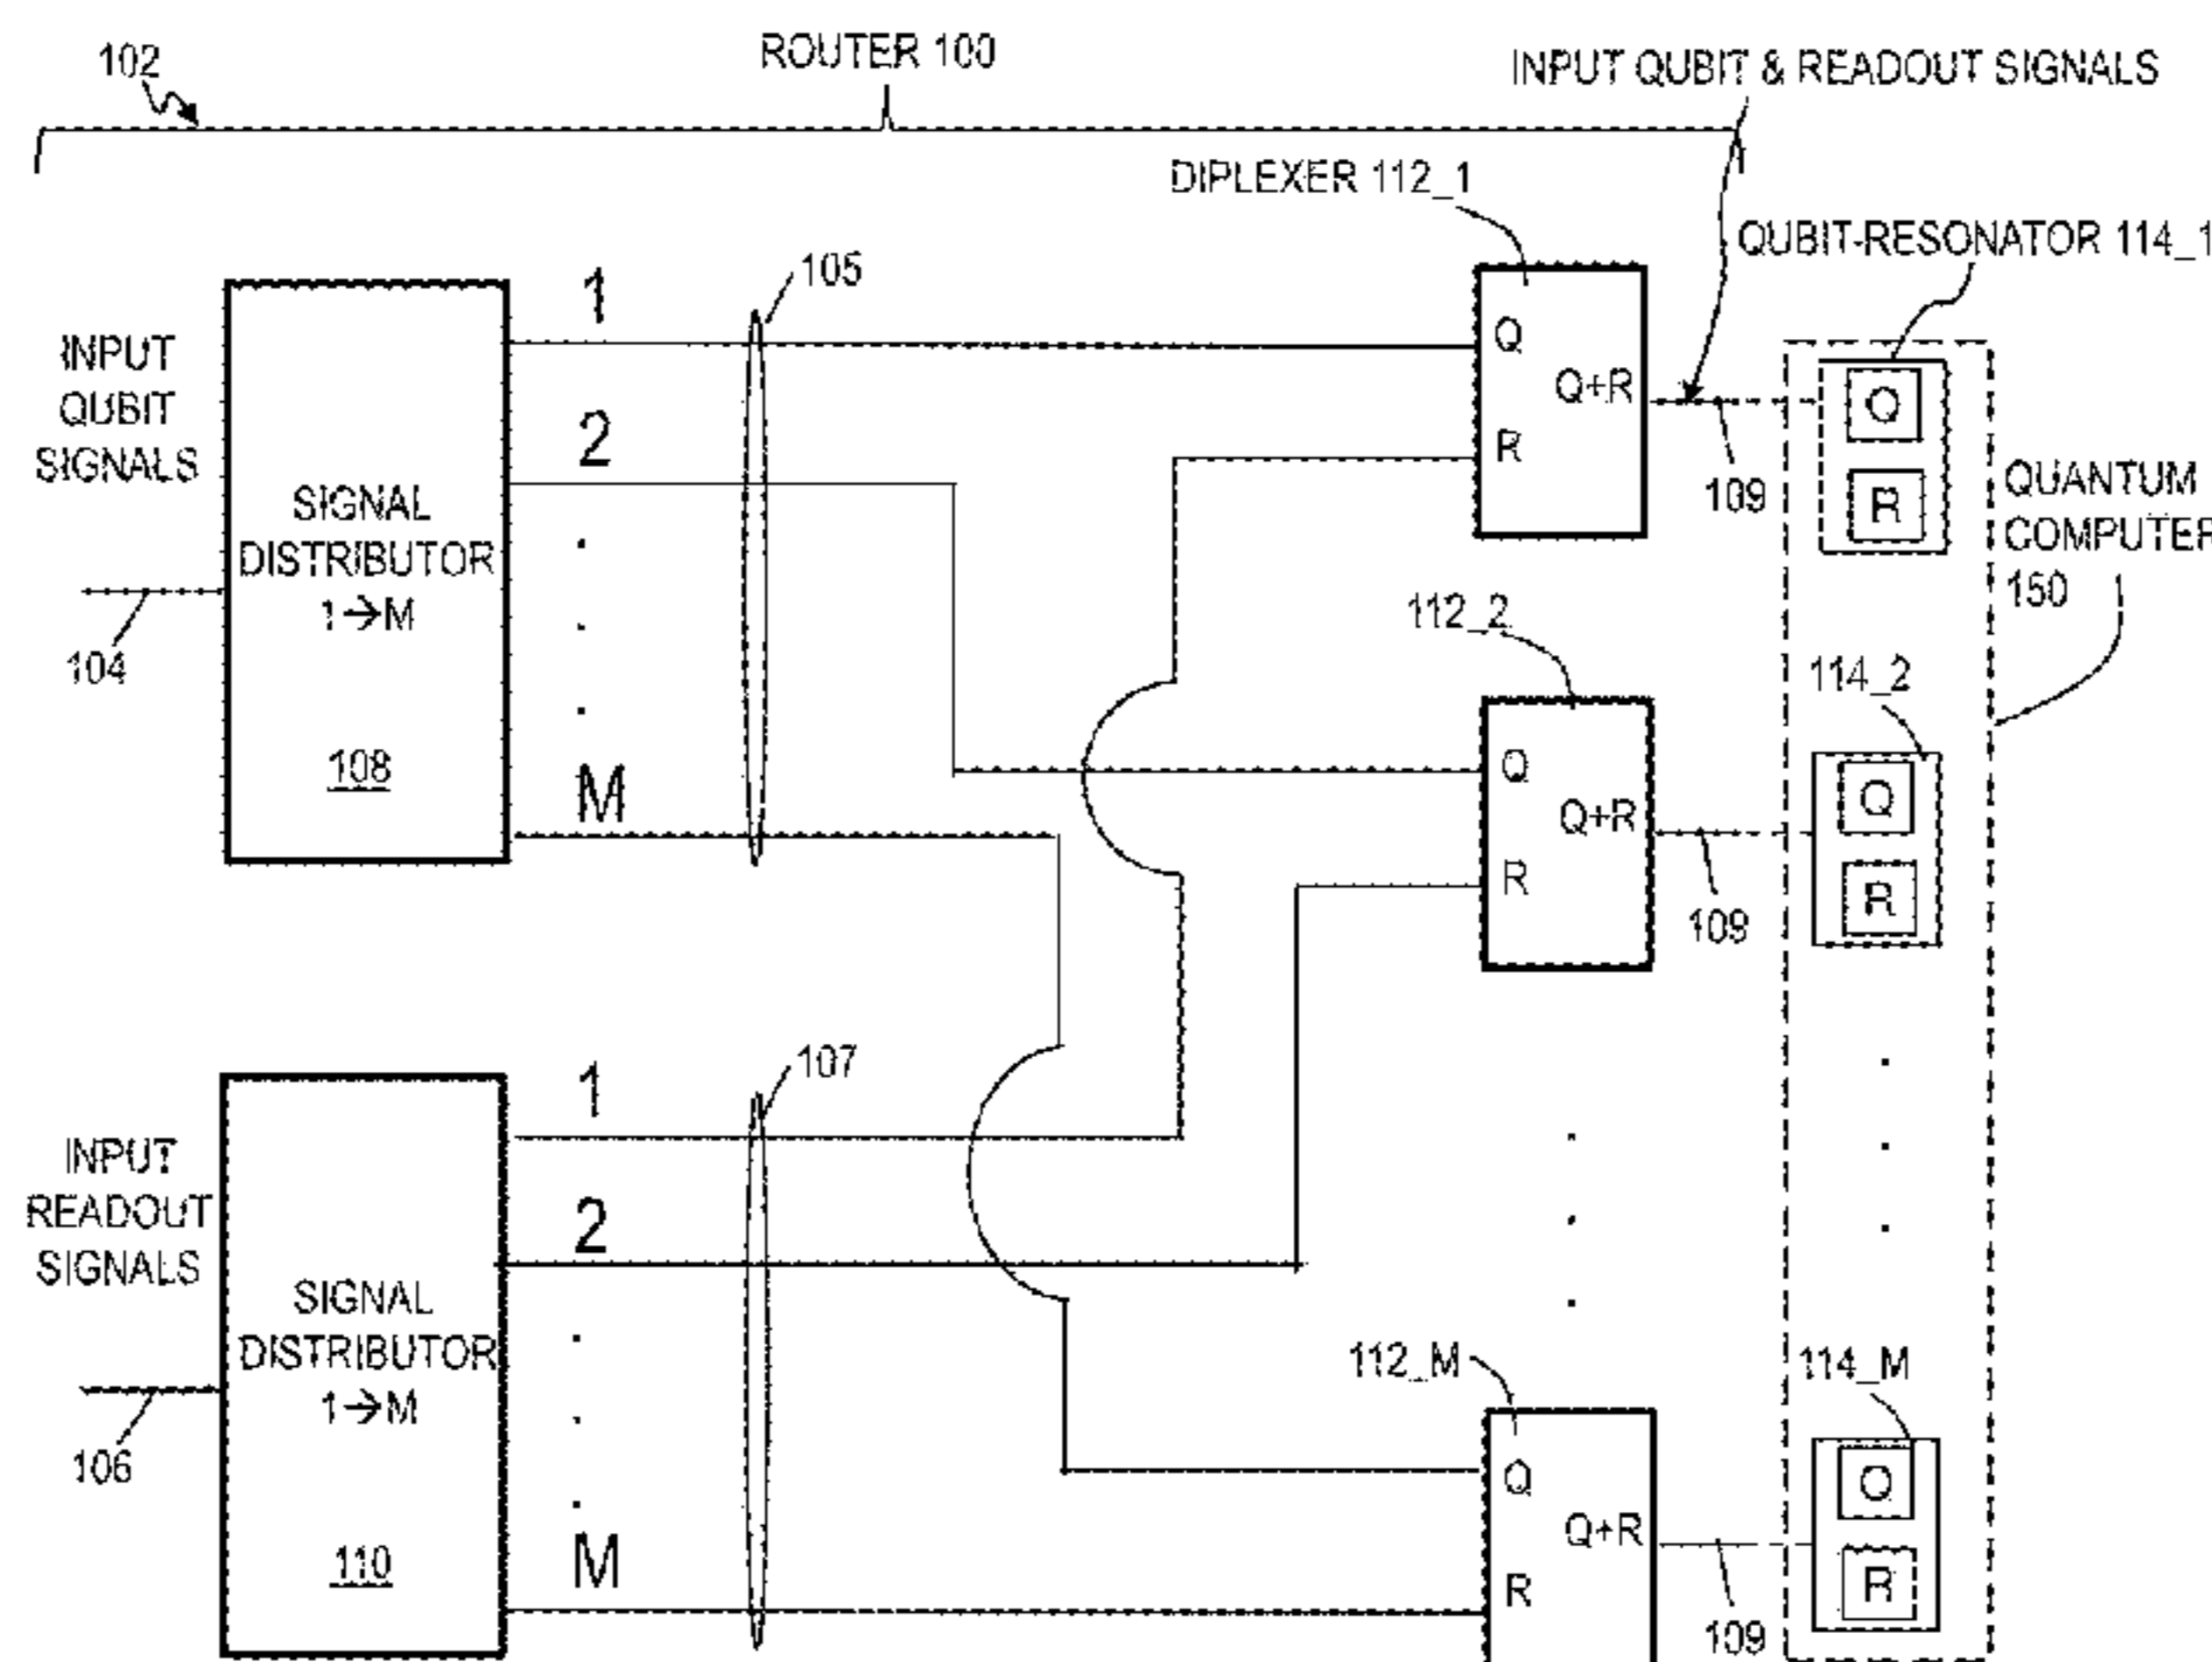 102
ROUTER 100
INPUT QUBIT & READOUT SIGNALS
DIPLEXER 112_1
QUBIT-RESONATOR 114_1
INPUT
QUBIT
SIGNALS
SIGNAL
DISTRIBUTOR
1→M
108
104
1
2
.
.
.
M
105
Q
R
Q+R
109
Q
R
QUANTUM
COMPUTER
150
112_2
Q
R
Q+R
109
114_2
Q
R
INPUT
READOUT
SIGNALS
SIGNAL
DISTRIBUTOR
1→M
110
106
1
2
.
.
.
M
107
.
.
.
.
.
.
112_M
Q
R
Q+R
109
114_M
Q
R